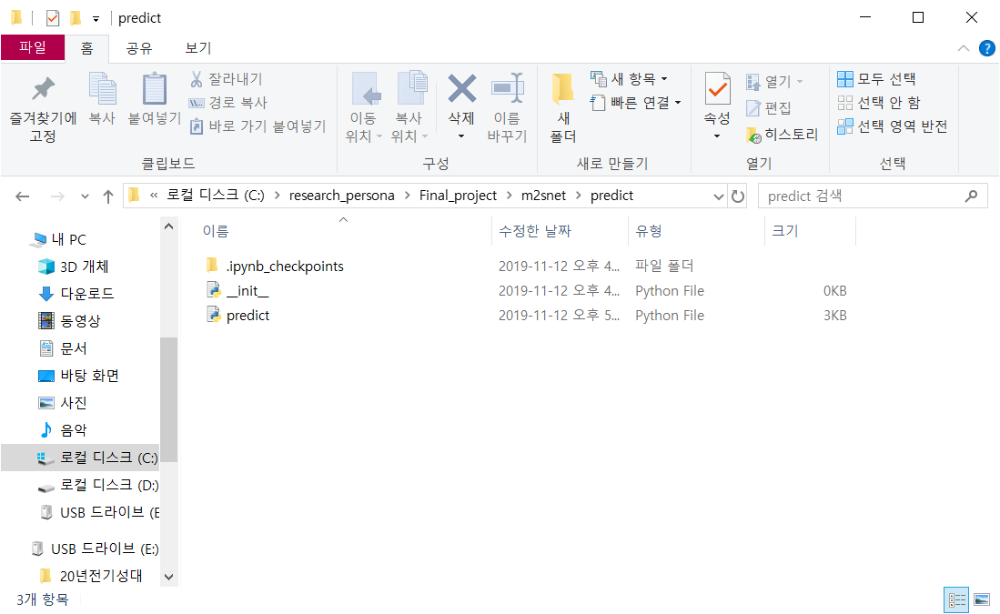 predict
파일 홈 공유 보기
즐겨찾기에 고정
복사
붙여넣기
잘라내기
경로 복사
바로 가기 붙여넣기
클립보드
이동 위치
복사 위치
삭제
이름 바꾸기
구성
새 폴더
새 항목
빠른 연결
새로 만들기
속성
열기
편집
히스토리
열기
모두 선택
선택 안 함
선택 영역 반전
선택
« 로컬 디스크 (C:) > research_persona > Final_project > m2snet > predict
predict 검색
내 PC
3D 개체
다운로드
동영상
문서
바탕 화면
사진
음악
로컬 디스크 (C:)
로컬 디스크 (D:)
USB 드라이브 (E
USB 드라이브 (E:)
20년전기성대
이름 수정한 날짜 유형 크기
.ipynb_checkpoints 2019-11-12 오후 4... 파일 폴더
__init__ 2019-11-12 오후 4... Python File 0KB
predict 2019-11-12 오후 5... Python File 3KB
3개 항목